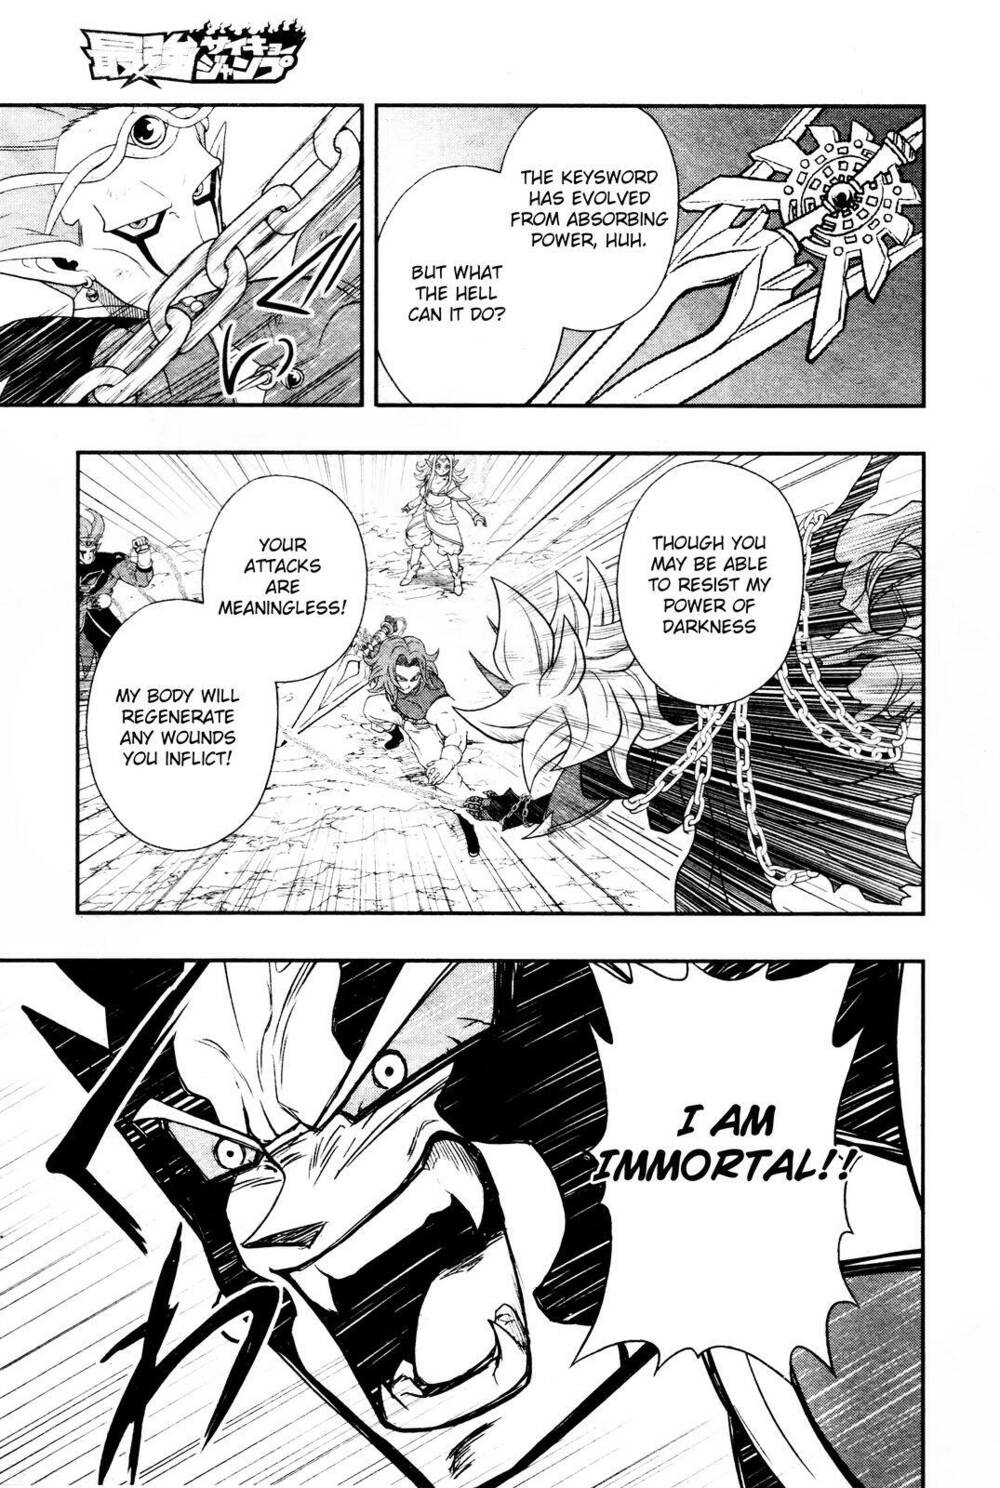 最強
サイキョー
ジャンプ
THE KEYSWORD
HAS EVOLVED
FROM ABSORBING
POWER, HUH.
BUT WHAT
THE HELL
CAN IT DO?
THOUGH YOU
MAY BE ABLE
TO RESIST MY
POWER OF
DARKNESS
YOUR
ATTACKS
ARE
MEANINGLESS!
MY BODY WILL
REGENERATE
ANY WOUNDS
YOU INFLICT!
I AM
IMMORTAL!!